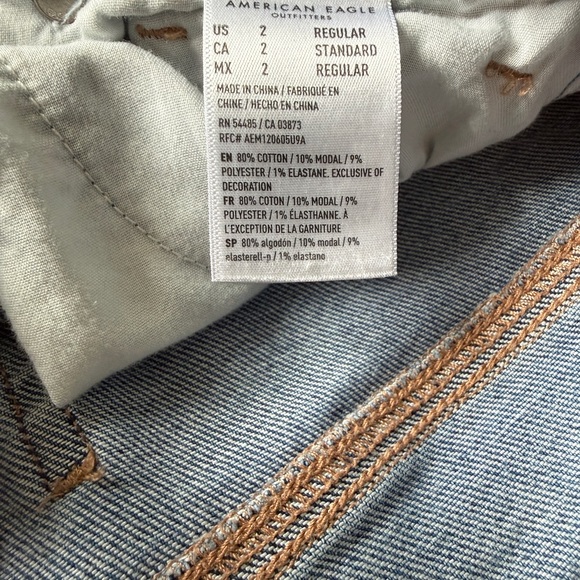 AMERICAN EAGLE
OUTFITTERS
US 2 REGULAR
CA 2 STANDARD
MX 2 REGULAR
MADE IN CHINA / FABRIQUÉ EN
CHINE / HECHO EN CHINA
RN 54485 / CA 03873
RFC# AEM120605U9A
EN 80% COTTON / 10% MODAL / 9%
POLYESTER / 1% ELASTANE. EXCLUSIVE OF
DECORATION
FR 80% COTON / 10% MODAL / 9%
POLYESTER / 1% ÉLASTHANNE. À
L'EXCEPTION DE LA GARNITURE
SP 80% algodón / 10% modal / 9%
elasterell-p / 1% elastano